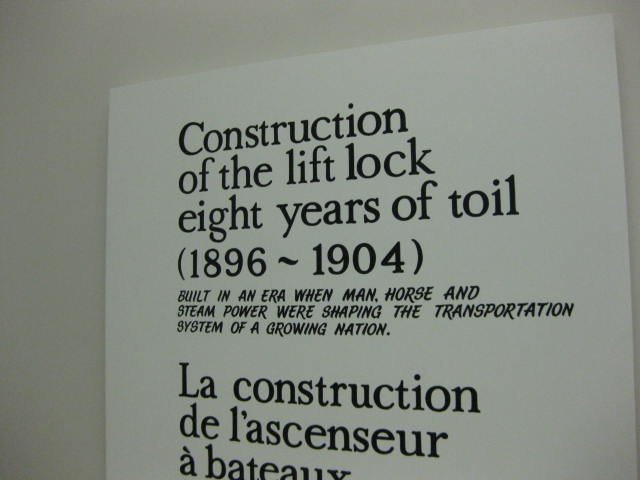 Construction
of the lift lock
eight years of toil
(1896 ~ 1904)
BUILT IN AN ERA WHEN MAN, HORSE AND
STEAM POWER WERE SHAPING THE TRANSPORTATION
SYSTEM OF A GROWING NATION.
La construction
de l'ascenseur
à bateaux